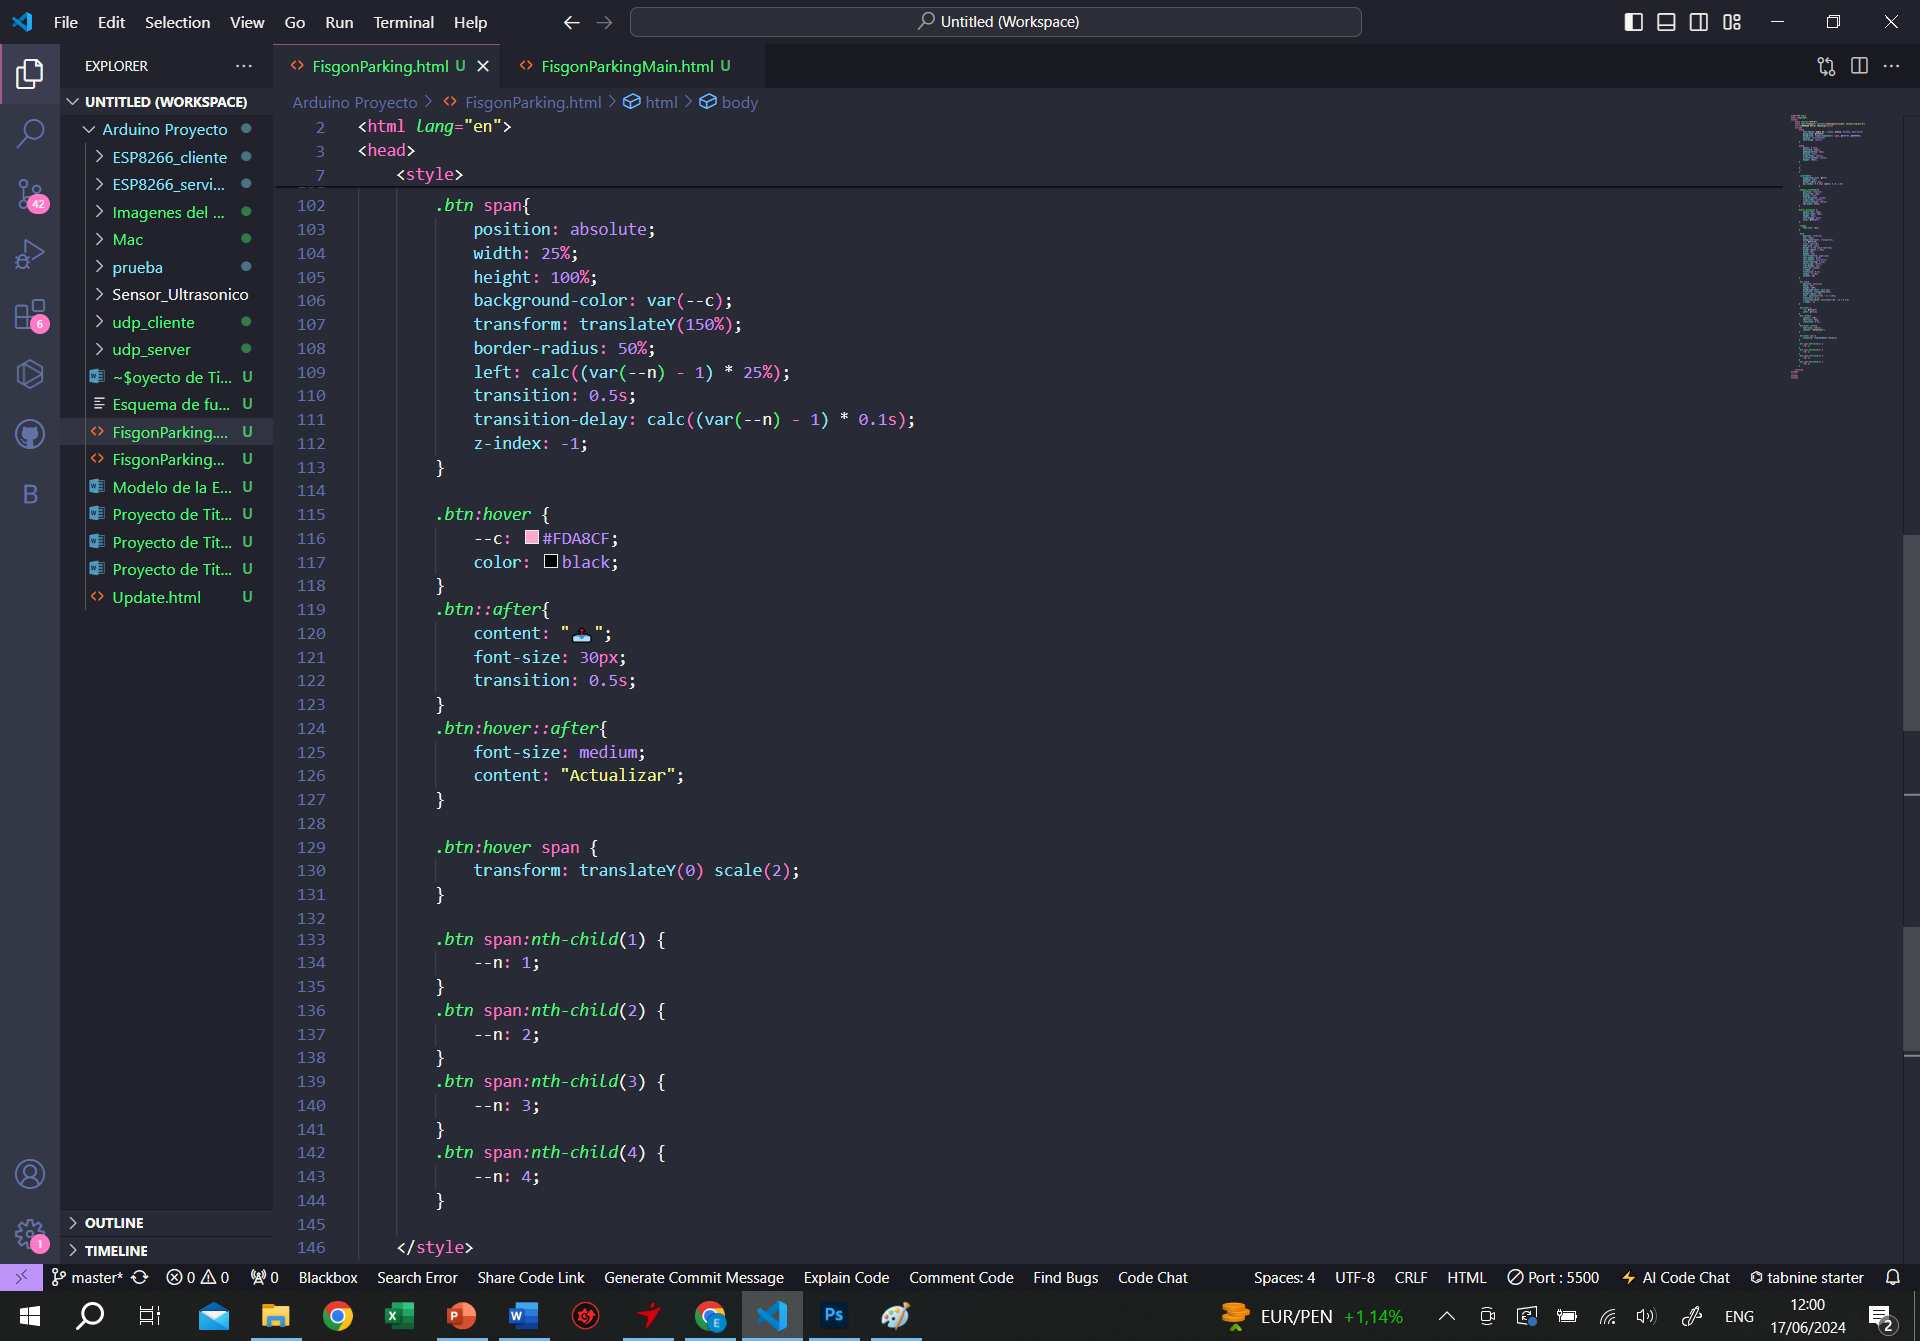 File Edit Selection View Go Run Terminal Help
Untitled (Workspace)
EXPLORER
FisgonParking.html U
FisgonParkingMain.html U
UNTITLED (WORKSPACE)
Arduino Proyecto
ESP8266_cliente
ESP8266_servi...
Imagenes del ...
Mac
prueba
Sensor_Ultrasonico
udp_cliente
udp_server
~$oyecto de Ti... U
Esquema de fu... U
FisgonParking.... U
FisgonParking... U
Modelo de la E... U
Proyecto de Tit... U
Proyecto de Tit... U
Proyecto de Tit... U
Update.html U
OUTLINE
TIMELINE
42
6
B
1
Arduino Proyecto > FisgonParking.html > html > body
2 <html lang="en">
3 <head>
7 <style>
102 .btn span{
103 position: absolute;
104 width: 25%;
105 height: 100%;
106 background-color: var(--c);
107 transform: translateY(150%);
108 border-radius: 50%;
109 left: calc((var(--n) - 1) * 25%);
110 transition: 0.5s;
111 transition-delay: calc((var(--n) - 1) * 0.1s);
112 z-index: -1;
113 }
114
115 .btn:hover {
116 --c: #FDA8CF;
117 color: black;
118 }
119 .btn::after{
120 content: "📤";
121 font-size: 30px;
122 transition: 0.5s;
123 }
124 .btn:hover::after{
125 font-size: medium;
126 content: "Actualizar";
127 }
128
129 .btn:hover span {
130 transform: translateY(0) scale(2);
131 }
132
133 .btn span:nth-child(1) {
134 --n: 1;
135 }
136 .btn span:nth-child(2) {
137 --n: 2;
138 }
139 .btn span:nth-child(3) {
140 --n: 3;
141 }
142 .btn span:nth-child(4) {
143 --n: 4;
144 }
145
146 </style>
master* 0 0 0 Blackbox Search Error Share Code Link Generate Commit Message Explain Code Comment Code Find Bugs Code Chat Spaces: 4 UTF-8 CRLF HTML Port : 5500 AI Code Chat tabnine starter
EUR/PEN +1,14% ENG 12:00
17/06/2024 2